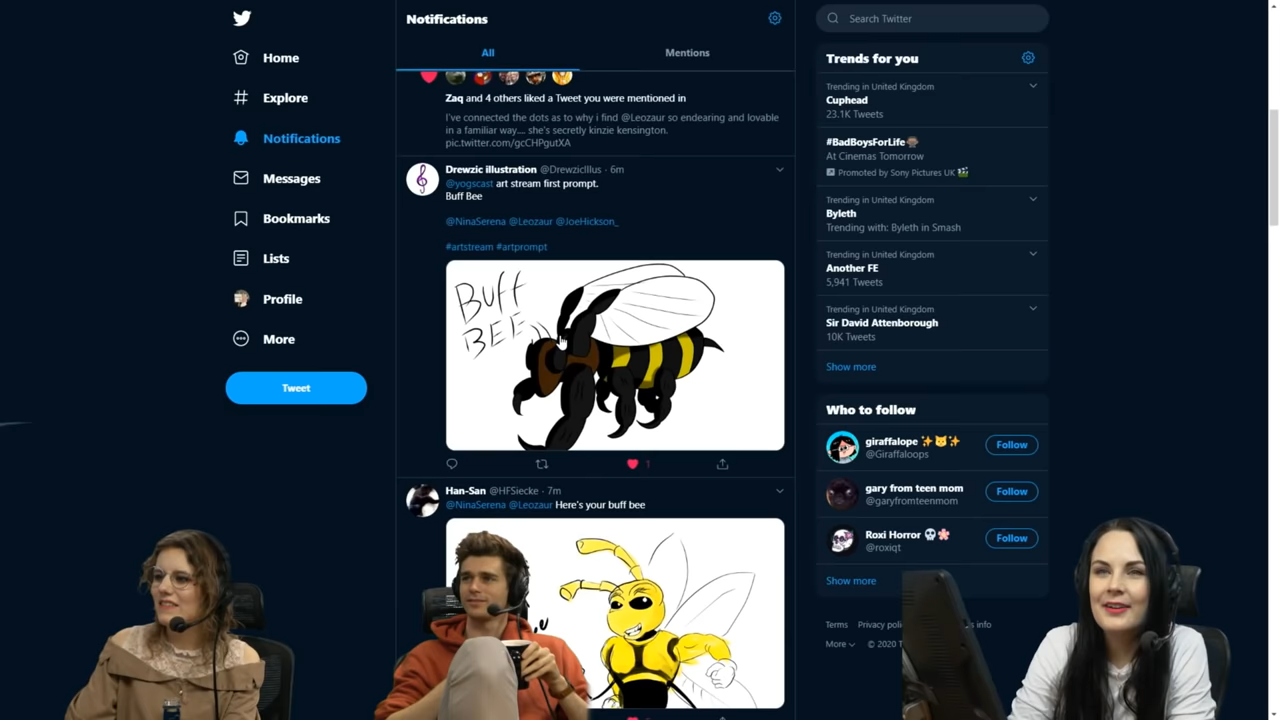 Home
Explore
Notifications
Messages
Bookmarks
Lists
Profile
More
Tweet
Notifications
All
Mentions
Zaq and 4 others liked a Tweet you were mentioned in
I've connected the dots as to why i find @Leozaur so endearing and lovable
in a familiar way.... she's secretly kinzie kensington.
pic.twitter.com/gcCHPgutXA
Drewzic illustration @DrewzicIllus · 6m
@yogscast art stream first prompt.
Buff Bee
@NinaSerena @Leozaur @JoeHickson_
#artstream #artprompt
BUFF
BEE
1
Han-San @HFSiecke · 7m
@NinaSerena @Leozaur Here's your buff bee
Search Twitter
Trends for you
Trending in United Kingdom
Cuphead
23.1K Tweets
#BadBoysForLife
At Cinemas Tomorrow
Promoted by Sony Pictures UK
Trending in United Kingdom
Byleth
Trending with: Byleth in Smash
Trending in United Kingdom
Another FE
5,941 Tweets
Trending in United Kingdom
Sir David Attenborough
10K Tweets
Show more
Who to follow
giraffalope
@Giraffaloops
Follow
gary from teen mom
@garyfromteenmom
Follow
Roxi Horror
@roxiqt
Follow
Show more
Terms Privacy info
More © 2020